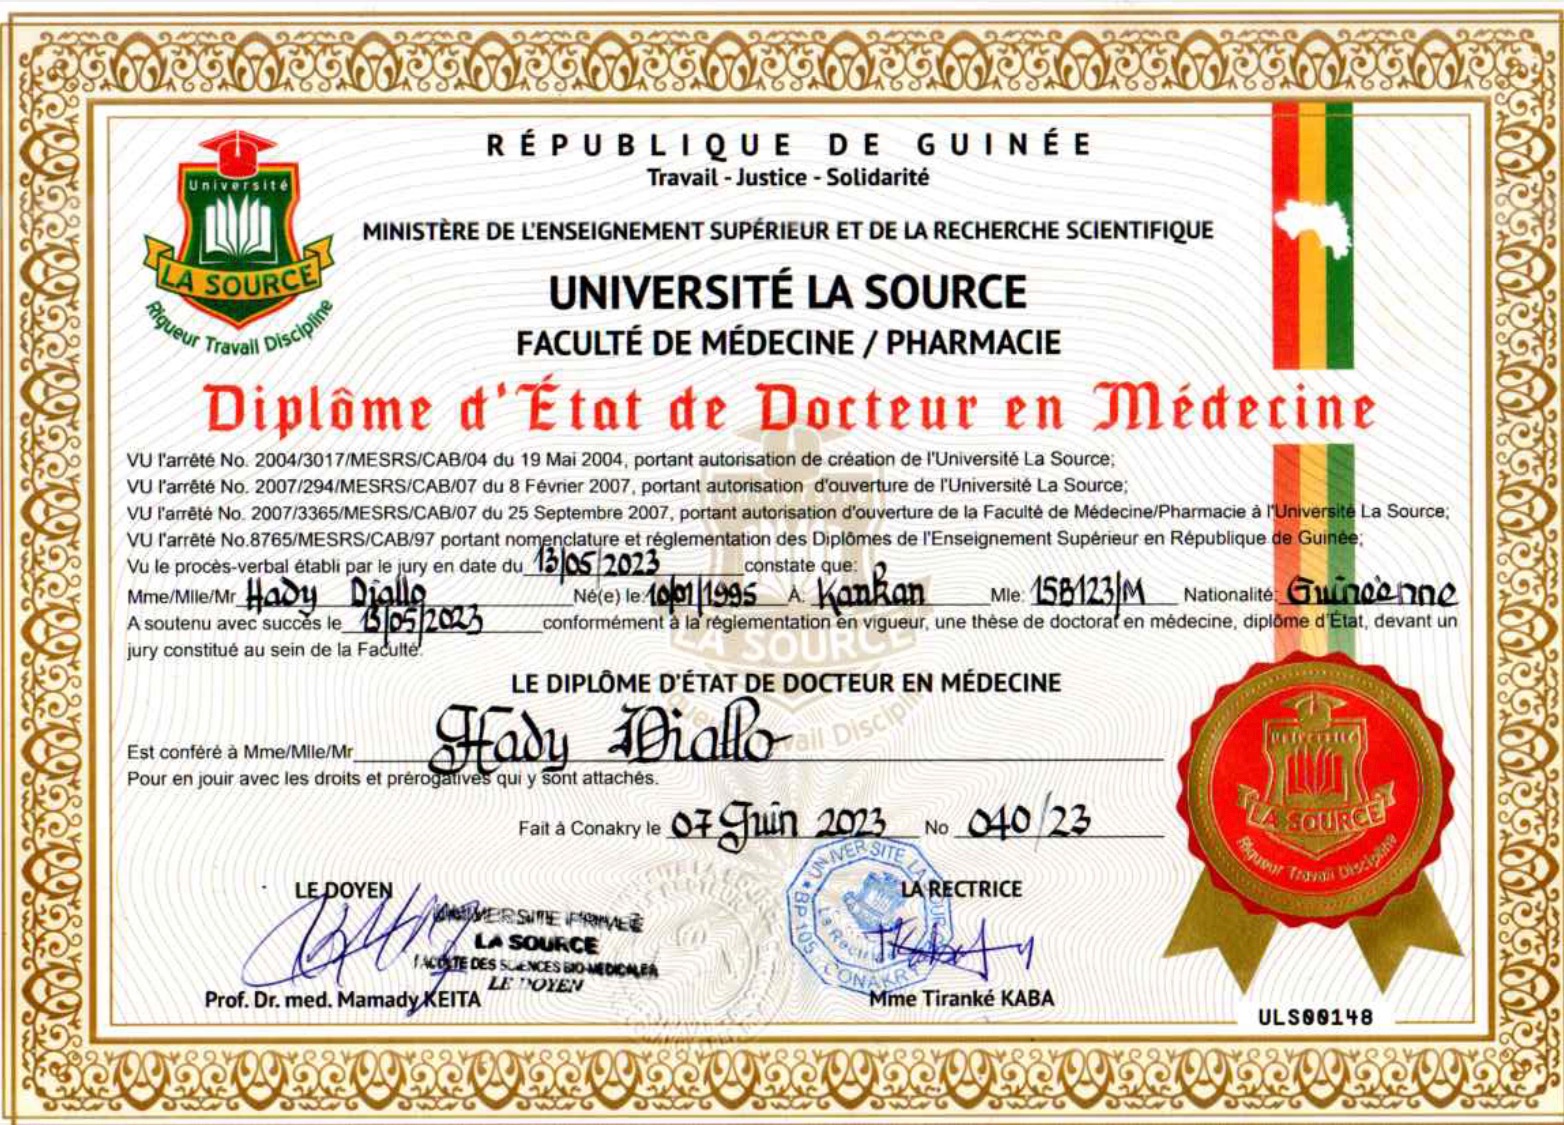 RÉPUBLIQUE DE GUINÉE
Travail - Justice - Solidarité
MINISTÈRE DE L'ENSEIGNEMENT SUPÉRIEUR ET DE LA RECHERCHE SCIENTIFIQUE
Université
LA SOURCE
Rigueur Travail Discipline
UNIVERSITÉ LA SOURCE
FACULTÉ DE MÉDECINE / PHARMACIE
Diplôme d'État de Docteur en Médecine
VU l'arrêté No. 2004/3017/MESRS/CAB/04 du 19 Mai 2004, portant autorisation de création de l'Université La Source;
VU l'arrêté No. 2007/294/MESRS/CAB/07 du 8 Février 2007, portant autorisation d'ouverture de l'Université La Source;
VU l'arrêté No. 2007/3365/MESRS/CAB/07 du 25 Septembre 2007, portant autorisation d'ouverture de la Faculté de Médecine/Pharmacie à l'Université La Source;
VU l'arrêté No.8765/MESRS/CAB/97 portant nomenclature et réglementation des Diplômes de l'Enseignement Supérieur en République de Guinée;
Vu le procès-verbal établi par le jury en date du 13/05/2023 constate que:
Mme/Mlle/Mr Hady Diallo Né(e) le: 10/01/1995 A: Kankan Mle: 15B123/M Nationalité: Guinéenne
A soutenu avec succès le 13/05/2023 conformément à la réglementation en vigueur, une thèse de doctorat en médecine, diplôme d'État, devant un
jury constitué au sein de la Faculté.
LE DIPLÔME D'ÉTAT DE DOCTEUR EN MÉDECINE
Est conféré à Mme/Mlle/Mr Hady Diallo
Pour en jouir avec les droits et prérogatives qui y sont attachés.
Fait à Conakry le 07 Juin 2023 No 040/23
LE DOYEN
UNIVERSITE PRIVEE
LA SOURCE
FACULTE DES SCIENCES BIO-MEDICALES
LE DOYEN
Prof. Dr. med. Mamady KEITA
LA RECTRICE
UNIVERSITE LA SOURCE
BP 105 CONAKRY
Mme Tiranké KABA
UNIVERSITÉ
LA SOURCE
Rigueur Travail Discipline
ULS00148